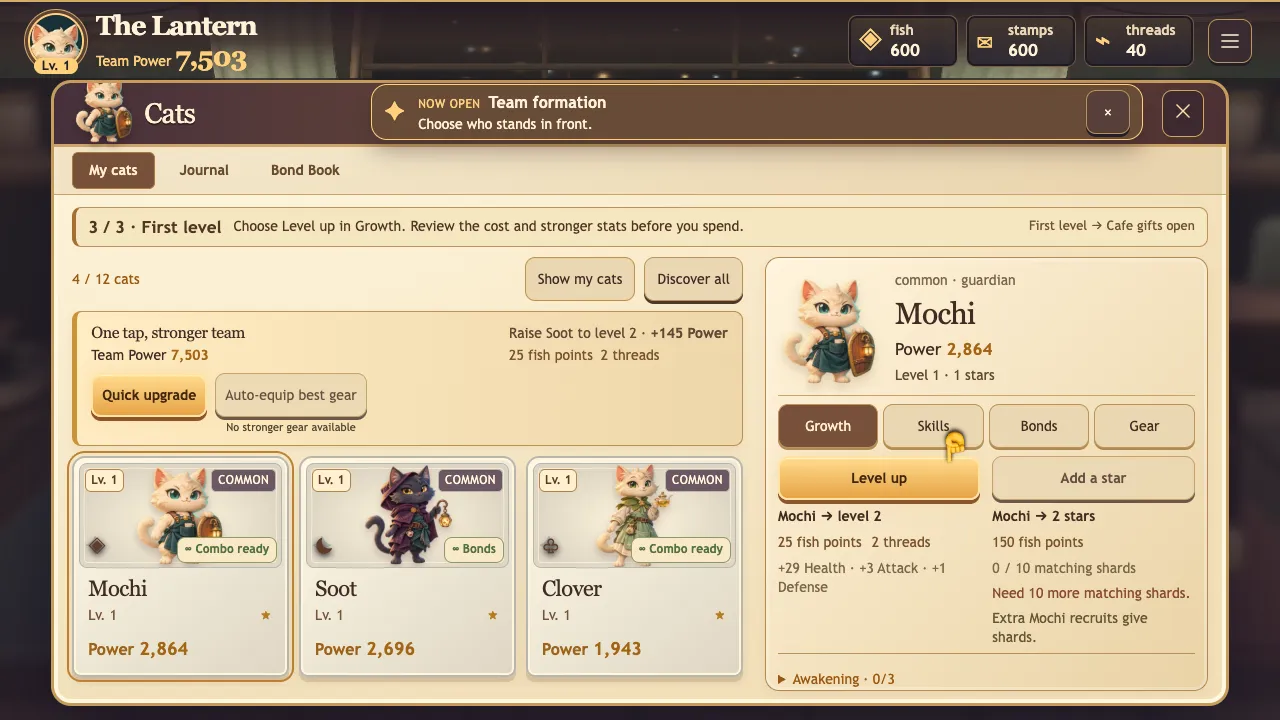 The Lantern
Team Power 7,503
Lv. 1
fish
600
stamps
600
threads
40
Cats
NOW OPEN Team formation
Choose who stands in front.
×
My cats
Journal
Bond Book
3 / 3 · First level Choose Level up in Growth. Review the cost and stronger stats before you spend.
First level → Cafe gifts open
4 / 12 cats
Show my cats
Discover all
One tap, stronger team
Team Power 7,503
Raise Soot to level 2 · +145 Power
25 fish points 2 threads
Quick upgrade
Auto-equip best gear
No stronger gear available
Lv. 1
COMMON
∞ Combo ready
Mochi
Lv. 1
Power 2,864
Lv. 1
COMMON
∞ Bonds
Soot
Lv. 1
Power 2,696
Lv. 1
COMMON
∞ Combo ready
Clover
Lv. 1
Power 1,943
common · guardian
Mochi
Power 2,864
Level 1 · 1 stars
Growth
Skills
Bonds
Gear
Level up
Mochi → level 2
25 fish points 2 threads
+29 Health · +3 Attack · +1
Defense
Add a star
Mochi → 2 stars
150 fish points
0 / 10 matching shards
Need 10 more matching shards.
Extra Mochi recruits give
shards.
Awakening · 0/3